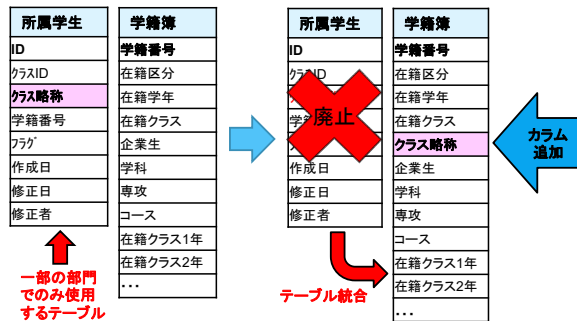 所属学生
ID
クラスID
クラス略称
学籍番号
フラグ
作成日
修正日
修正者
学籍簿
学籍番号
在籍区分
在籍学年
在籍クラス
企業生
学科
専攻
コース
在籍クラス1年
在籍クラス2年
・・・
一部の部門
でのみ使用
するテーブル
所属学生
ID
クラスID
学籍
廃止
作成日
修正日
修正者
学籍簿
学籍番号
在籍区分
在籍学年
在籍クラス
クラス略称
企業生
学科
専攻
コース
在籍クラス1年
在籍クラス2年
・・・
テーブル統合
カラム
追加